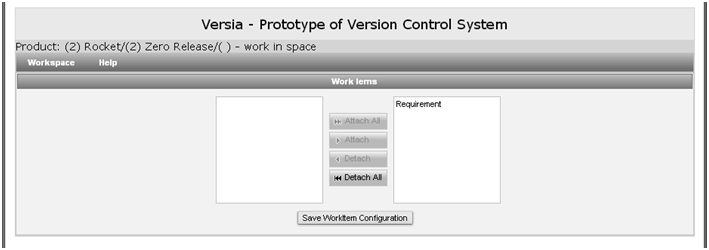 Versia - Prototype of Version Control System
Product: (2) Rocket/(2) Zero Release/( ) - work in space
Workspace Help
Work Iems
Requirement
Attach All
Attach
Detach
Detach All
Save WorkItem Configuration